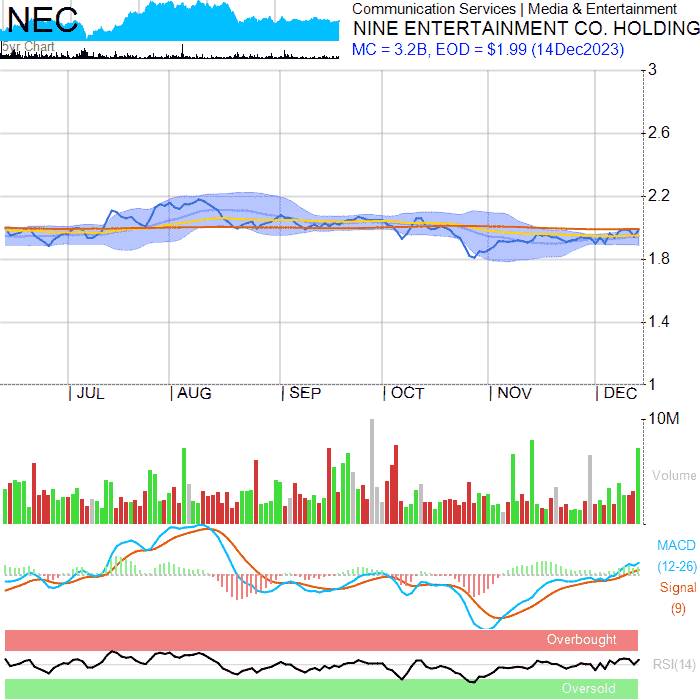 NEC
5yr Chart
Communication Services | Media & Entertainment
NINE ENTERTAINMENT CO. HOLDING
MC = 3.2B, EOD = $1.99 (14Dec2023)
3
2.6
2.2
1.8
1.4
1
| JUL | AUG | SEP | OCT | NOV | DEC
10M
Volume
MACD
(12-26)
Signal
(9)
Overbought
RSI(14)
Oversold